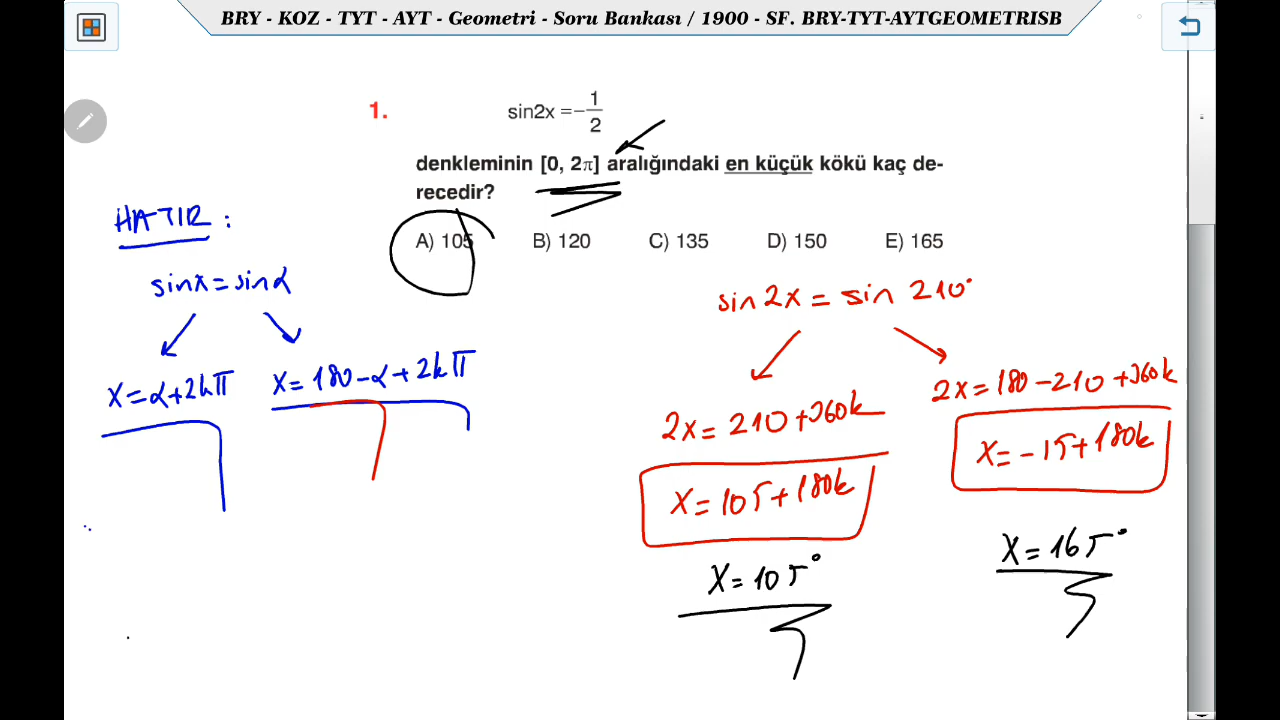 BRY - KOZ - TYT - AYT - Geometri - Soru Bankası / 1900 - SF. BRY-TYT-AYTGEOMETRISB
1. sin2x =-1/2
denkleminin [0, 2π] aralığındaki en küçük kökü kaç de-
recedir?
A) 105 B) 120 C) 135 D) 150 E) 165
HATIR :
sinx = sinα
x = α + 2kπ
x = 180 - α + 2kπ
sin 2x = sin 210°
2x = 210 + 360k
x = 105 + 180k
x = 105°
2x = 180 - 210 + 360k
x = -15 + 180k
x = 165°